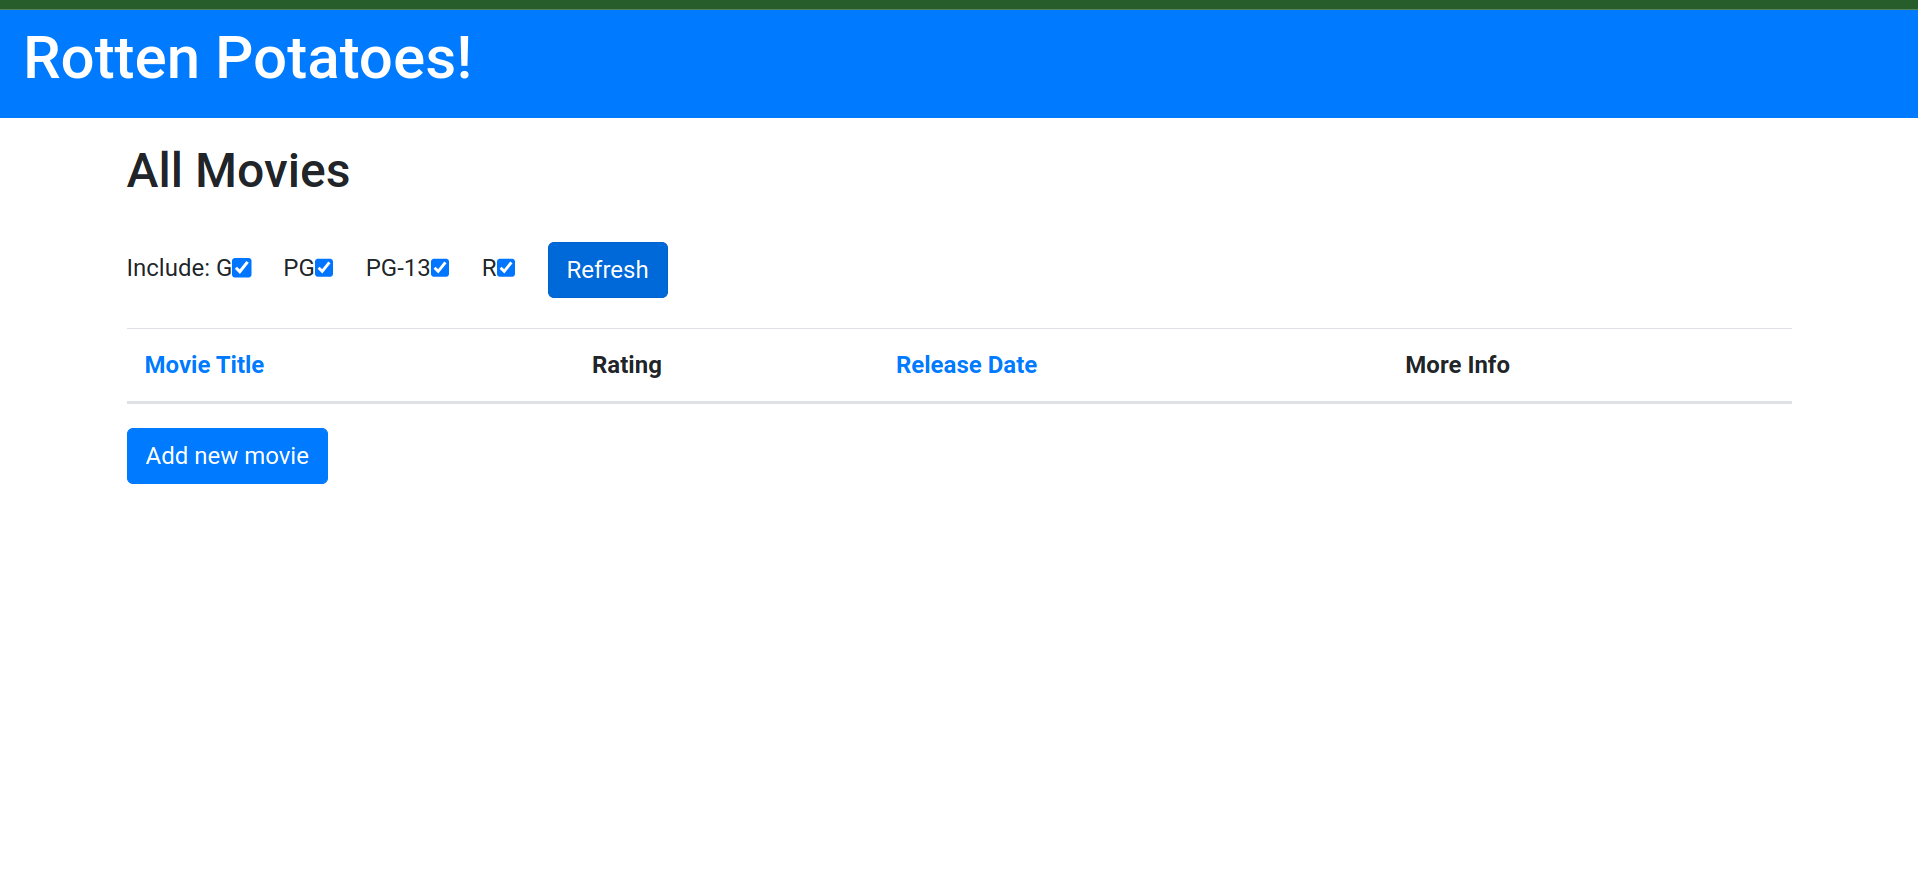 Rotten Potatoes!
All Movies
Include: G PG PG-13 R Refresh
Movie Title Rating Release Date More Info
Add new movie